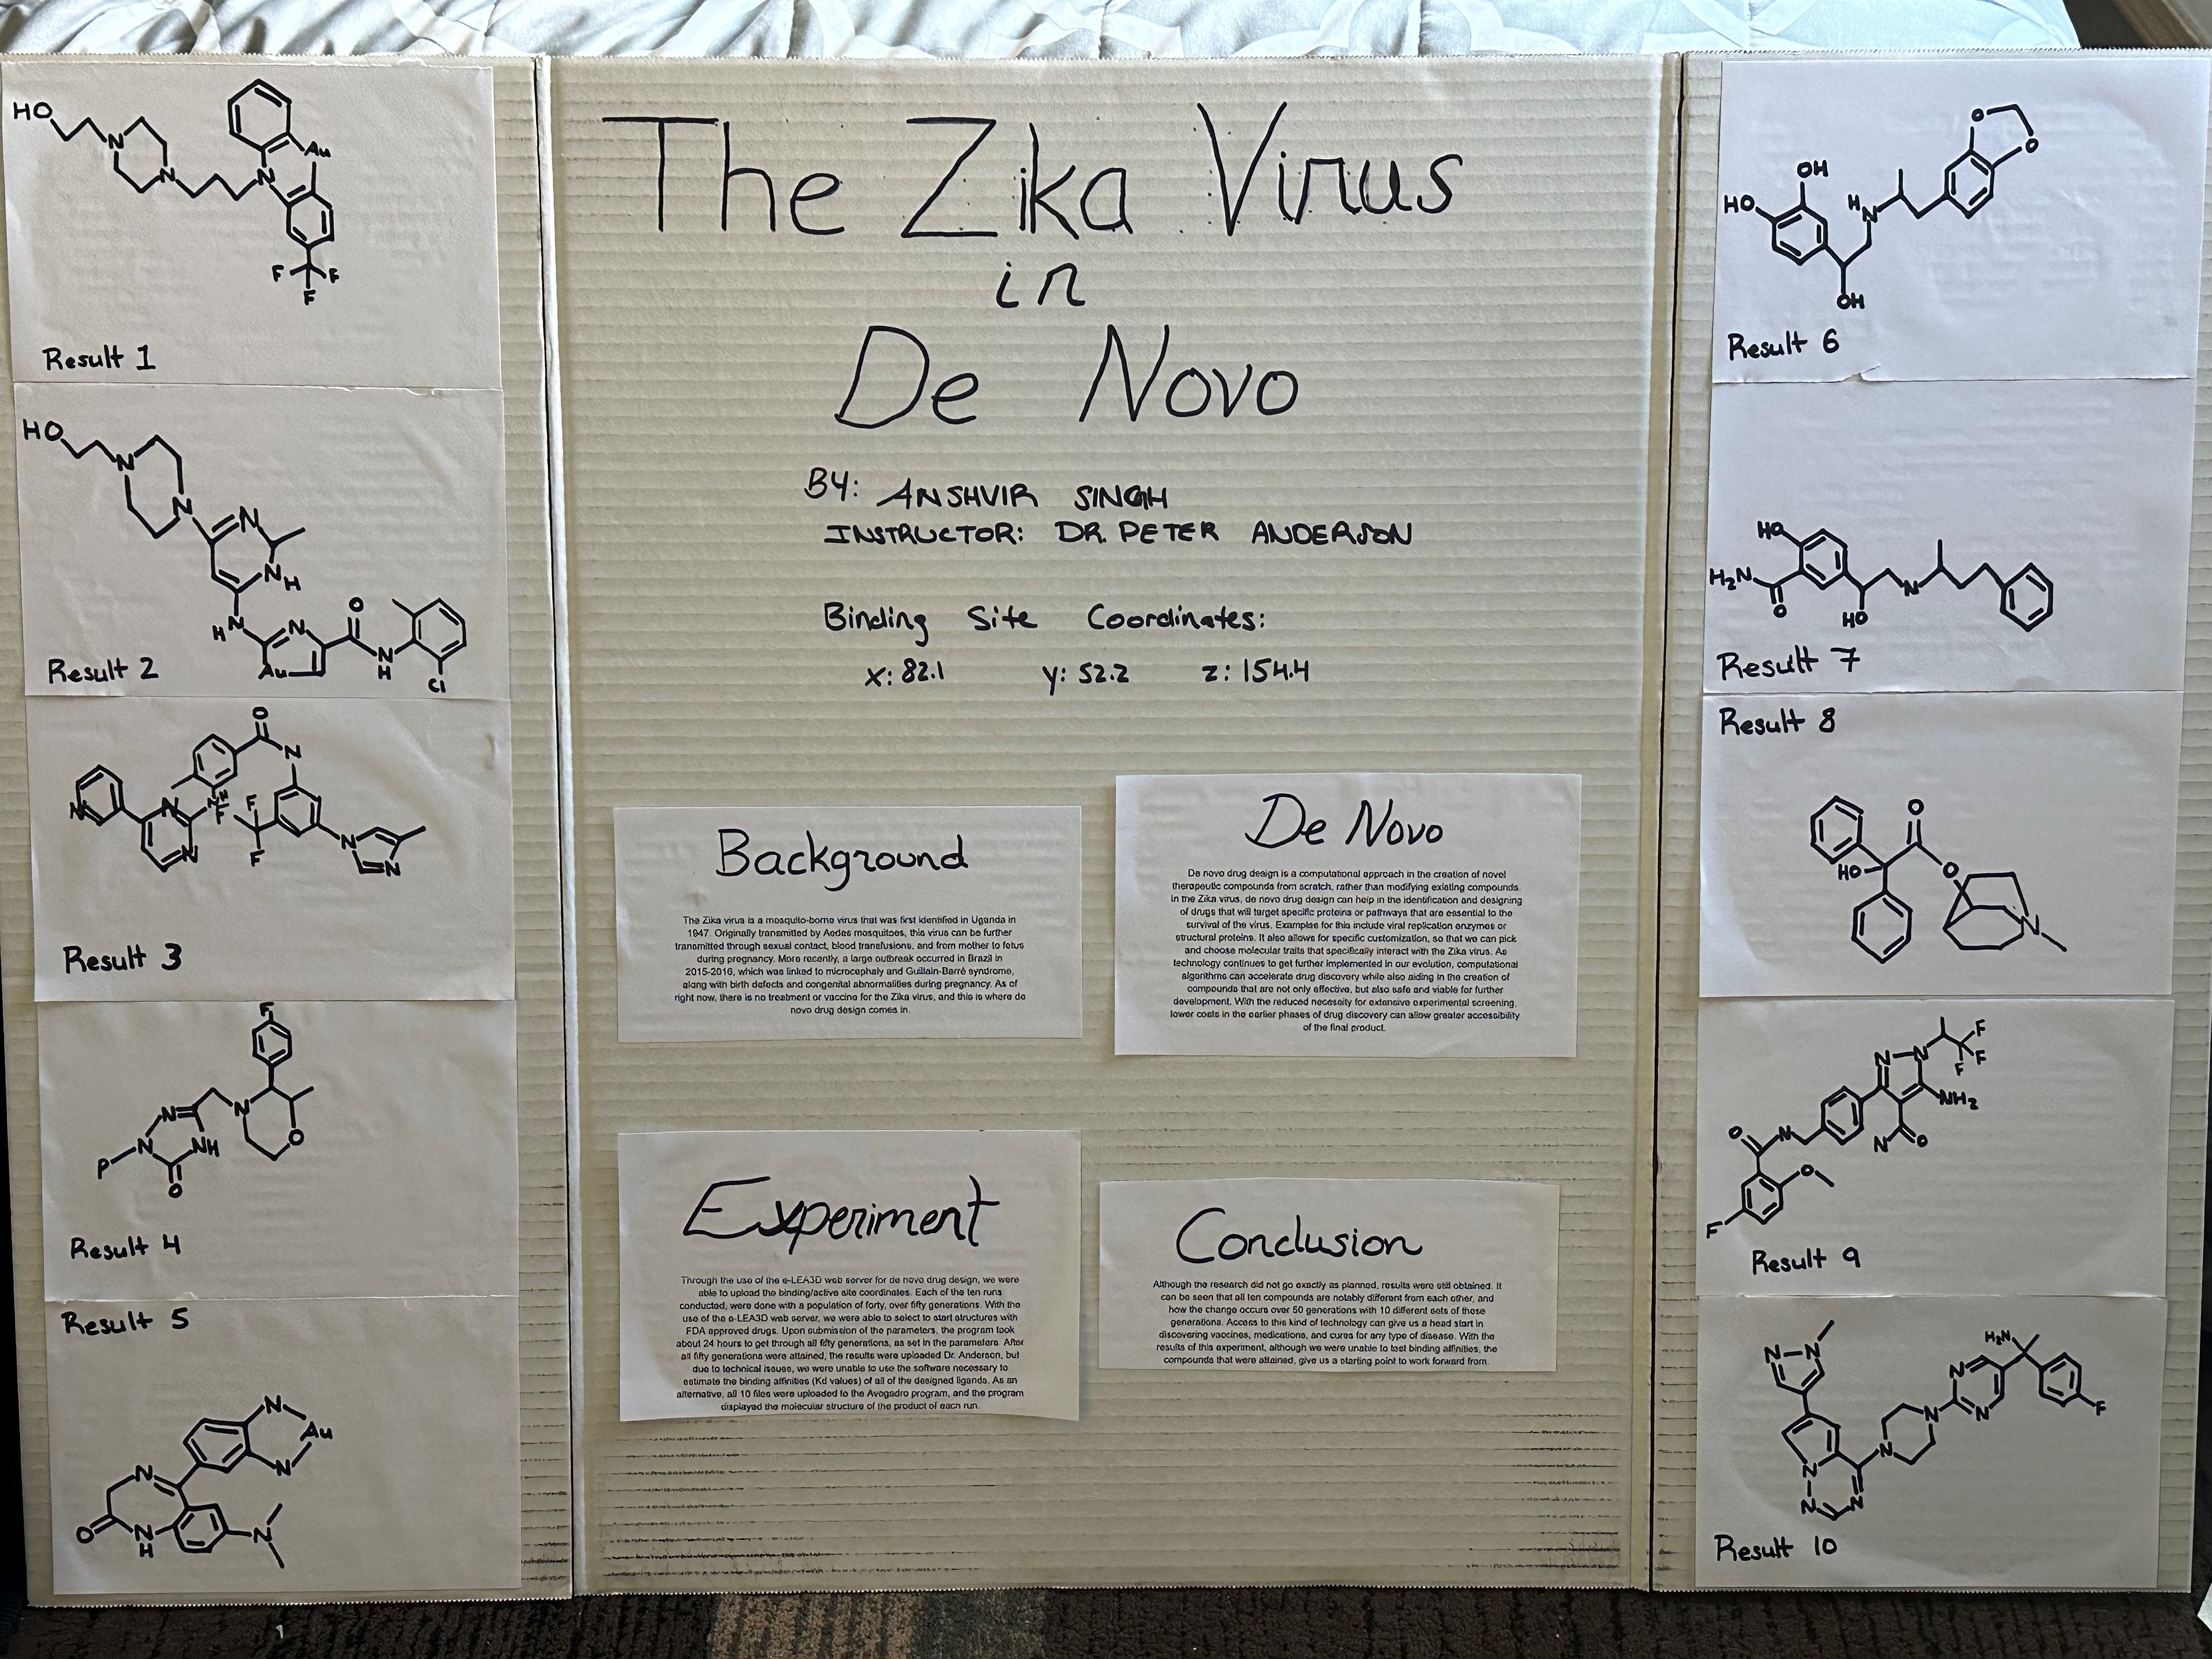 The Zika Virus
in
De Novo
BY: ANSHVIR SINGH
INSTRUCTOR: DR. PETER ANDERSON
Binding Site Coordinates:
X: 82.1 y: 52.2 z: 154.4
Background
The Zika virus is a mosquito-borne virus that was first identified in Uganda in
1947. Originally transmitted by Aedes mosquitoes, this virus can be further
transmitted through sexual contact, blood transfusions, and from mother to fetus
during pregnancy. More recently, a large outbreak occurred in Brazil in
2015-2016, which was linked to microcephaly and Guillain-Barré syndrome,
along with birth defects and congenital abnormalities during pregnancy. As of
right now, there is no treatment or vaccine for the Zika virus, and this is where de
novo drug design comes in.
De Novo
De novo drug design is a computational approach in the creation of novel
therapeutic compounds from scratch, rather than modifying existing compounds.
In the Zika virus, de novo drug design can help in the identification and designing
of drugs that will target specific proteins or pathways that are essential to the
survival of the virus. Examples for this include viral replication enzymes or
structural proteins. It also allows for specific customization, so that we can pick
and choose molecular traits that specifically interact with the Zika virus. As
technology continues to get further implemented in our evolution, computational
algorithms can accelerate drug discovery while also aiding in the creation of
compounds that are not only effective, but also safe and viable for further
development. With the reduced necessity for extensive experimental screening,
lower costs in the earlier phases of drug discovery can allow greater accessibility
of the final product.
Experiment
Through the use of the e-LEA3D web server for de novo drug design, we were
able to upload the binding/active site coordinates. Each of the ten runs
conducted, were done with a population of forty, over fifty generations. With the
use of the e-LEA3D web server, we were able to select to start structures with
FDA approved drugs. Upon submission of the parameters, the program took
about 24 hours to get through all fifty generations, as set in the parameters. After
all fifty generations were attained, the results were uploaded Dr. Anderson, but
due to technical issues, we were unable to use the software necessary to
estimate the binding affinities (Kd values) of all of the designed ligands. As an
alternative, all 10 files were uploaded to the Avogadro program, and the program
displayed the molecular structure of the product of each run.
Conclusion
Although the research did not go exactly as planned, results were still obtained. It
can be seen that all ten compounds are notably different from each other, and
how the change occurs over 50 generations with 10 different sets of these
generations. Access to this kind of technology can give us a head start in
discovering vaccines, medications, and cures for any type of disease. With the
results of this experiment, although we were unable to test binding affinities, the
compounds that were attained, give us a starting point to work forward from.
HO
N
N
N
Au
F F
F
Result 1
HO
N
N
N
N H
H N
N
Au
O
N
H
Cl
Result 2
O
N
N
N
N
NH
F
F
F
N
N
Result 3
F
N
N
N
NH
P
O
O
Result 4
Result 5
N
Au
N
N
O
N
H
N
O
O
OH
HO
H
N
OH
Result 6
HO
H₂N
O
HO
N
Result 7
Result 8
O
HO
O
N
F
F
F
N
N
NH₂
O
N
N
O
O
F
Result 9
N
N
H₂N
N
N
N
N
F
N
N
N
Result 10